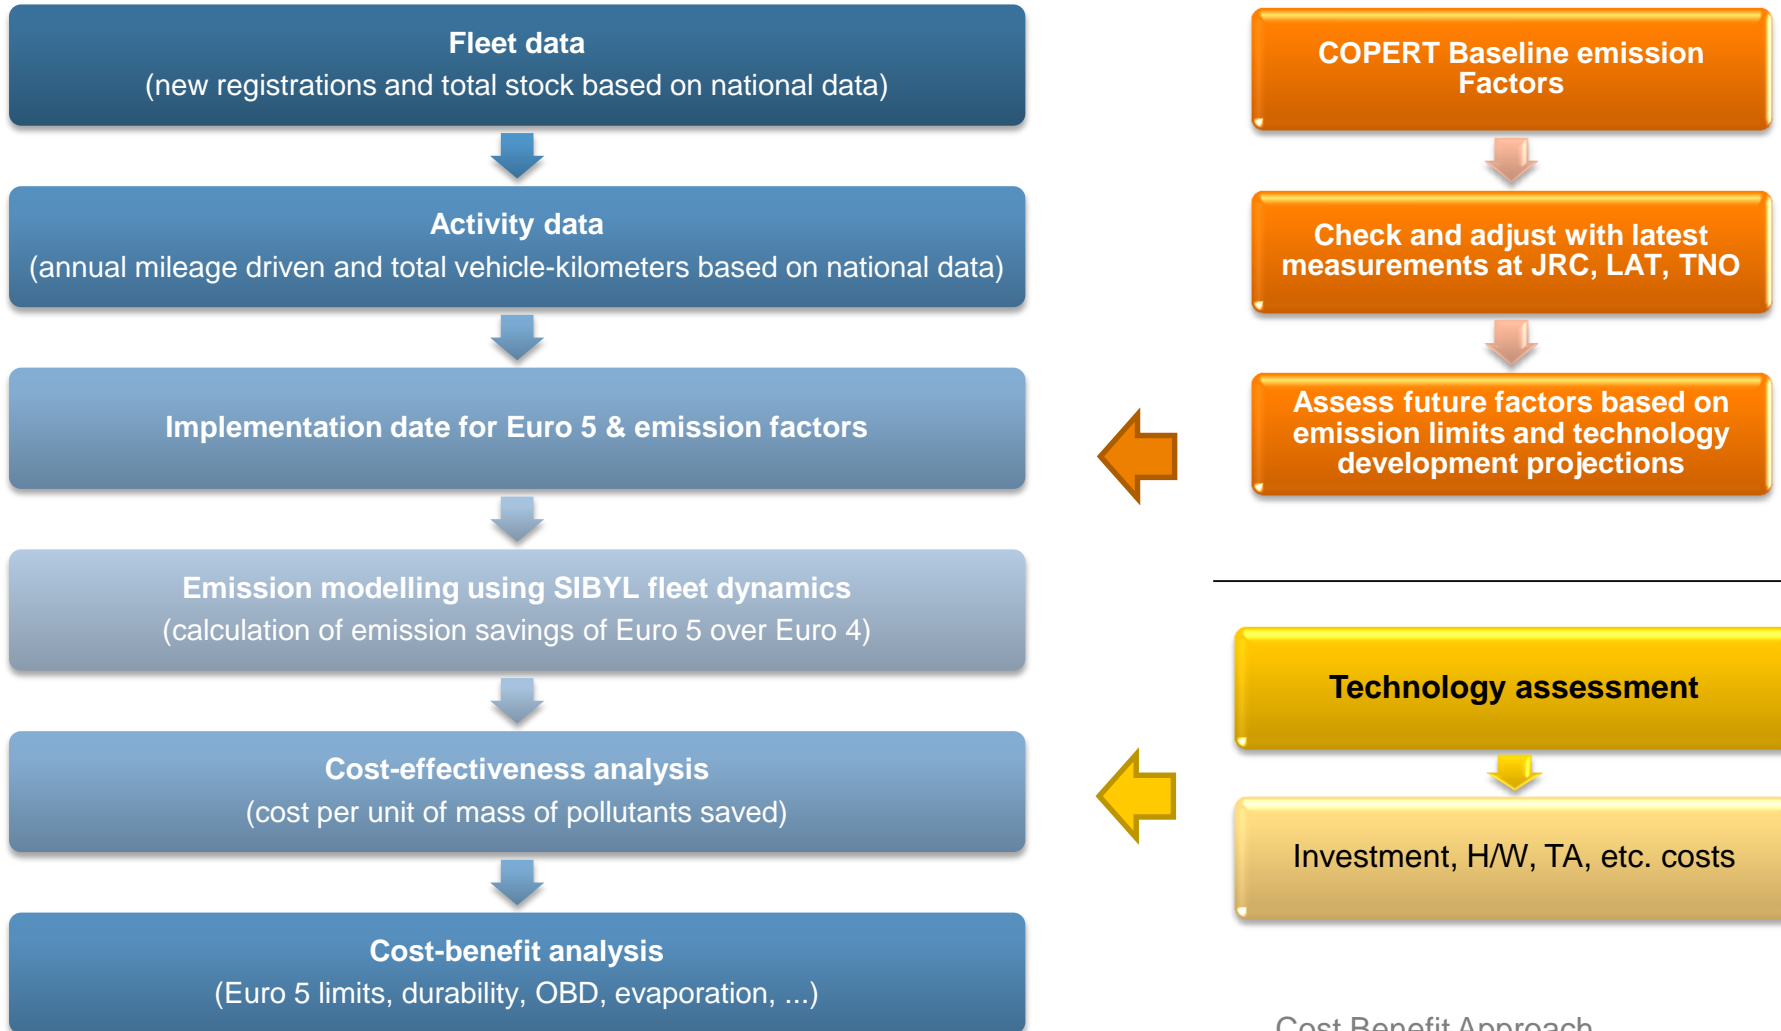 Fleet data
(new registrations and total stock based on national data)
Activity data
(annual mileage driven and total vehicle-kilometers based on national data)
Implementation date for Euro 5 & emission factors
Emission modelling using SIBYL fleet dynamics
(calculation of emission savings of Euro 5 over Euro 4)
Cost-effectiveness analysis
(cost per unit of mass of pollutants saved)
Cost-benefit analysis
(Euro 5 limits, durability, OBD, evaporation, ...)
COPERT Baseline emission
Factors
Check and adjust with latest
measurements at JRC, LAT, TNO
Assess future factors based on
emission limits and technology
development projections
Technology assessment
Investment, H/W, TA, etc. costs
Cost Benefit Approach